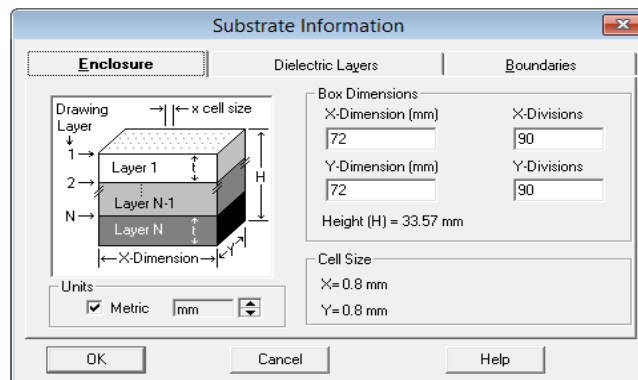 Substrate Information
Enclosure
Dielectric Layers
Boundaries
Drawing
Layer
x cell size
1
Layer 1
t
H
2
Layer N-1
N
Layer N
t
X-Dimension
Y
Units
Metric
mm
Box Dimensions
X-Dimension (mm)
X-Divisions
72
90
Y-Dimension (mm)
Y-Divisions
72
90
Height (H) = 33.57 mm
Cell Size
X= 0.8 mm
Y= 0.8 mm
OK
Cancel
Help